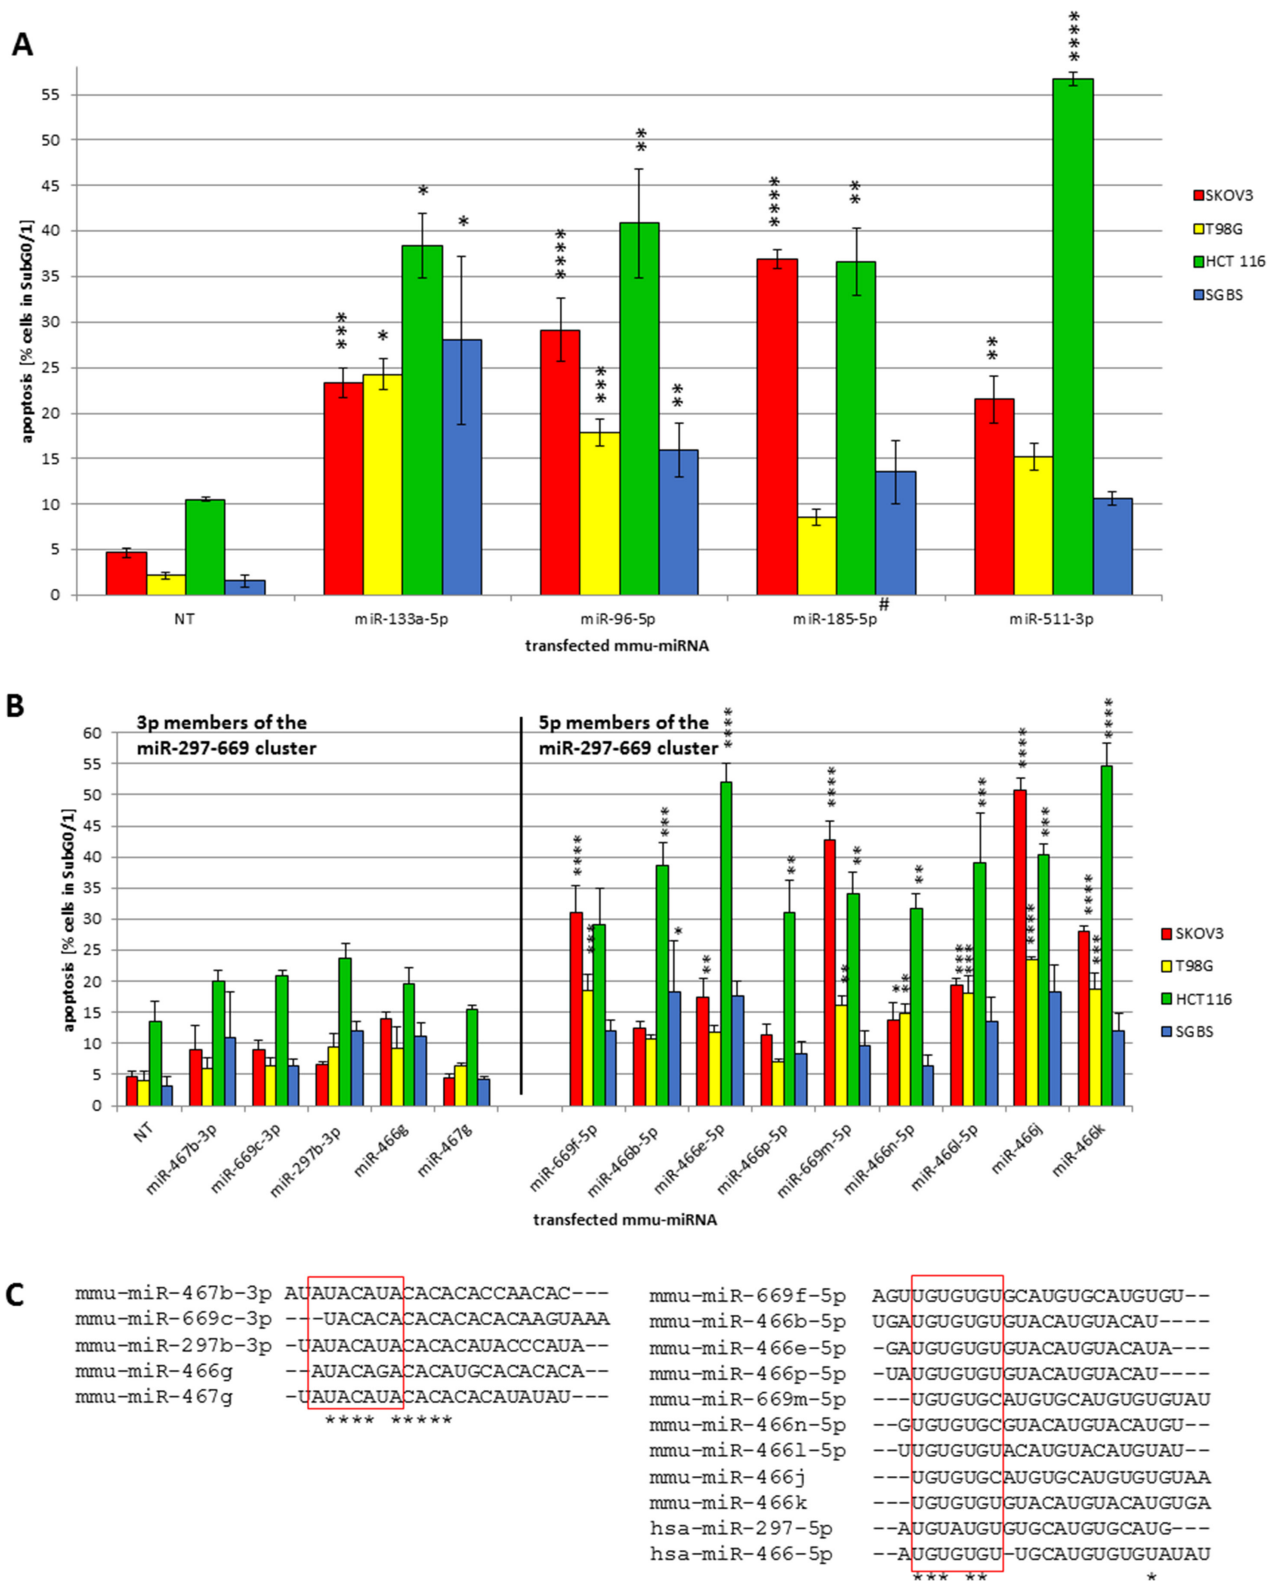 A
****
55
50
45
40
35
30
25
20
15
10
5
0
apoptosis [% cells in SubG0/1]
***
*
*
*
****
***
**
**
****
**
**
****
SKOV3
T98G
HCT 116
SGBS
NT
miR-133a-5p
miR-96-5p
miR-185-5p
#
miR-511-3p
transfected mmu-miRNA
B
3p members of the
miR-297-669 cluster
5p members of the
miR-297-669 cluster
60
55
50
45
40
35
30
25
20
15
10
5
0
apoptosis [% cells in SubG0/1]
****
***
***
*
**
****
**
****
**
**
*
**
**
***
***
***
****
****
***
****
***
****
SKOV3
T98G
HCT116
SGBS
NT
miR-467b-3p
miR-669c-3p
miR-297b-3p
miR-466g
miR-467g
miR-669f-5p
miR-466b-5p
miR-466e-5p
miR-466p-5p
miR-669m-5p
miR-466n-5p
miR-466l-5p
miR-466j
miR-466k
transfected mmu-miRNA
C
mmu-miR-467b-3p AUAUACAUACACACACCAACAC---
mmu-miR-669c-3p ---UACACACACACACACAAGUAAA
mmu-miR-297b-3p -UAUACAUACACACAUACCCAUA--
mmu-miR-466g --AUACAGACACAUGCACACACA--
mmu-miR-467g -UAUACAUACACACACAUAUAU---
**** *****
mmu-miR-669f-5p AGUUGUGUGUGCAUGUGCAUGUGU--
mmu-miR-466b-5p UGAUGUGUGUGUACAUGUACAU----
mmu-miR-466e-5p -GAUGUGUGUGUACAUGUACAUA---
mmu-miR-466p-5p -UAUGUGUGUGUACAUGUACAU----
mmu-miR-669m-5p ---UGUGUGCAUGUGCAUGUGUGUAU
mmu-miR-466n-5p --GUGUGUGCGUACAUGUACAUGU--
mmu-miR-466l-5p --UUGUGUGUACAUGUACAUGUAU--
mmu-miR-466j ---UGUGUGCAUGUGCAUGUGUGUAA
mmu-miR-466k ---UGUGUGUGUACAUGUACAUGUGA
hsa-miR-297-5p --AUGUAUGUGUGCAUGUGCAUG---
hsa-miR-466-5p --AUGUGUGU-UGCAUGUGUGUAUAU
*** ** *